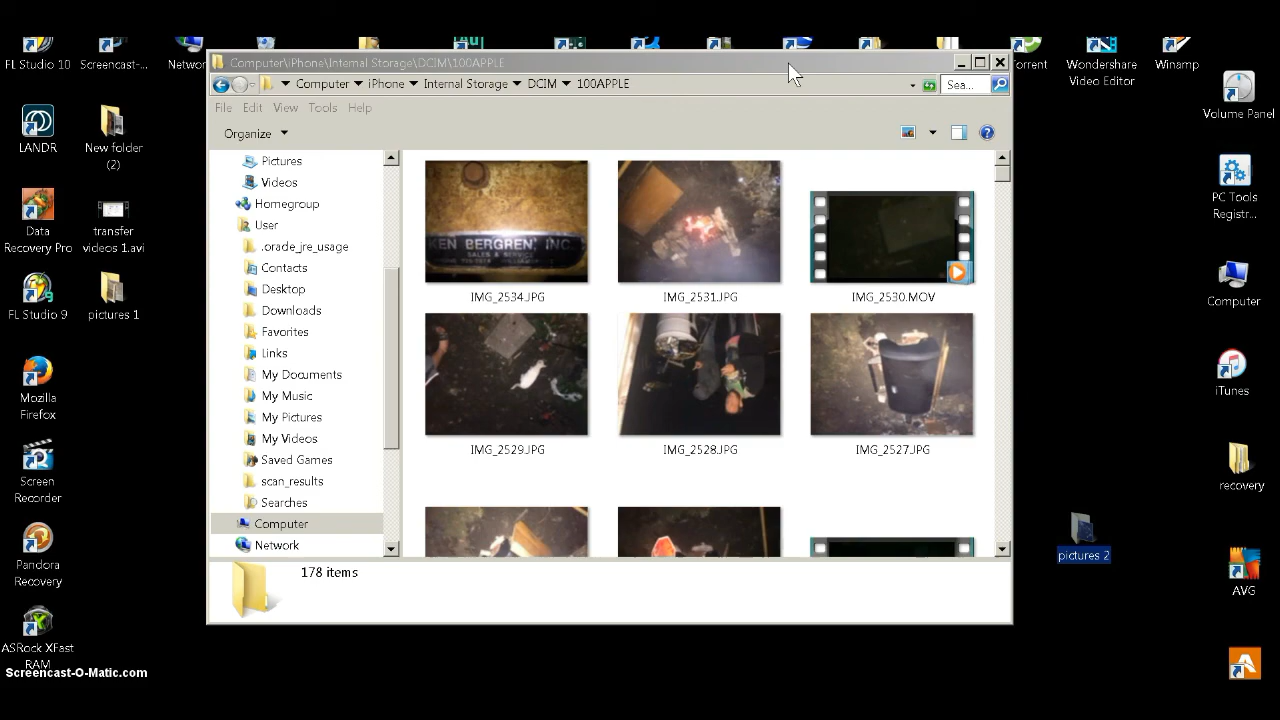 FL Studio 10
Screencast-...
Networ
Torrent
Wondershare
Video Editor
Winamp
Computer\iPhone\Internal Storage\DCIM\100APPLE
Computer
iPhone
Internal Storage
DCIM
100APPLE
Sea...
File Edit View Tools Help
Organize
Pictures
Videos
Homegroup
User
.oracle_jre_usage
Contacts
Desktop
Downloads
Favorites
Links
My Documents
My Music
My Pictures
My Videos
Saved Games
scan_results
Searches
Computer
Network
KEN BERGREN, INC.
SALES & SERVICE
IMG_2534.JPG
IMG_2531.JPG
IMG_2530.MOV
IMG_2529.JPG
IMG_2528.JPG
IMG_2527.JPG
178 items
LANDR
New folder
(2)
Data
Recovery Pro
transfer
videos 1.avi
FL Studio 9
pictures 1
Mozilla
Firefox
Screen
Recorder
Pandora
Recovery
ASRock XFast
RAM
Volume Panel
PC Tools
Registr...
Computer
iTunes
recovery
pictures 2
AVG
Screencast-O-Matic.com